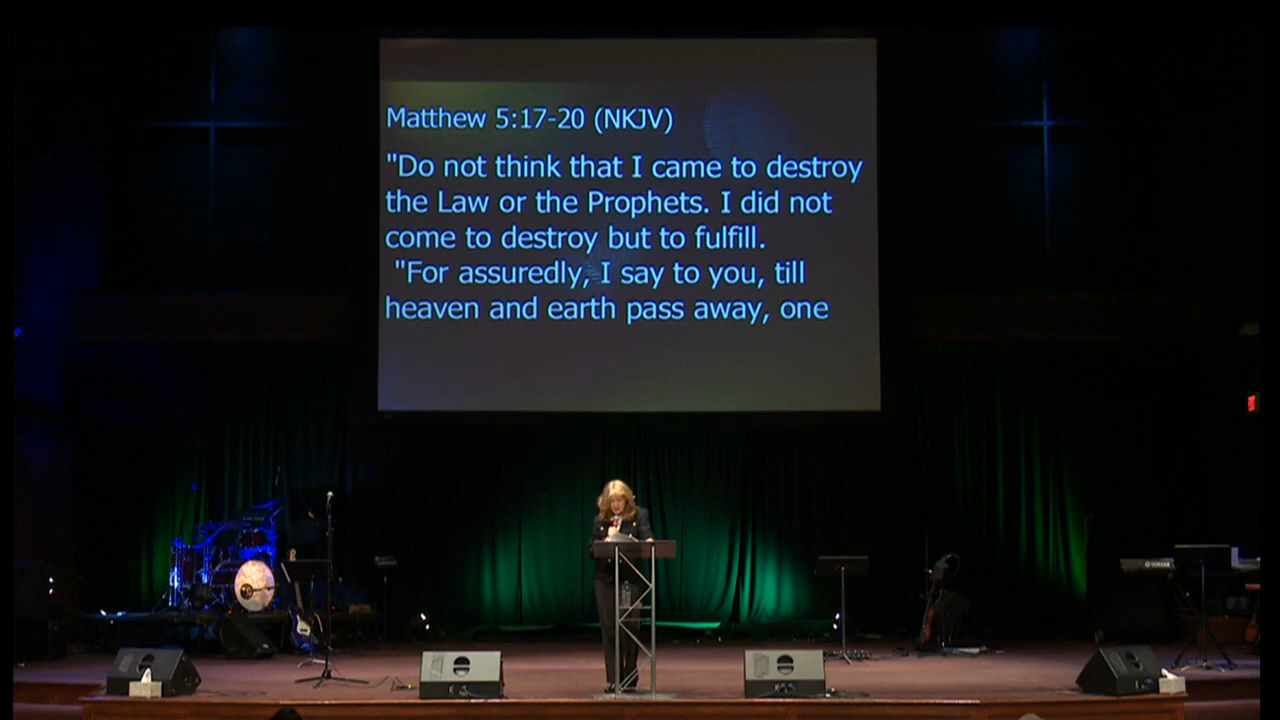 Matthew 5:17-20 (NKJV)
"Do not think that I came to destroy
the Law or the Prophets. I did not
come to destroy but to fulfill.
"For assuredly, I say to you, till
heaven and earth pass away, one
YAMAHA